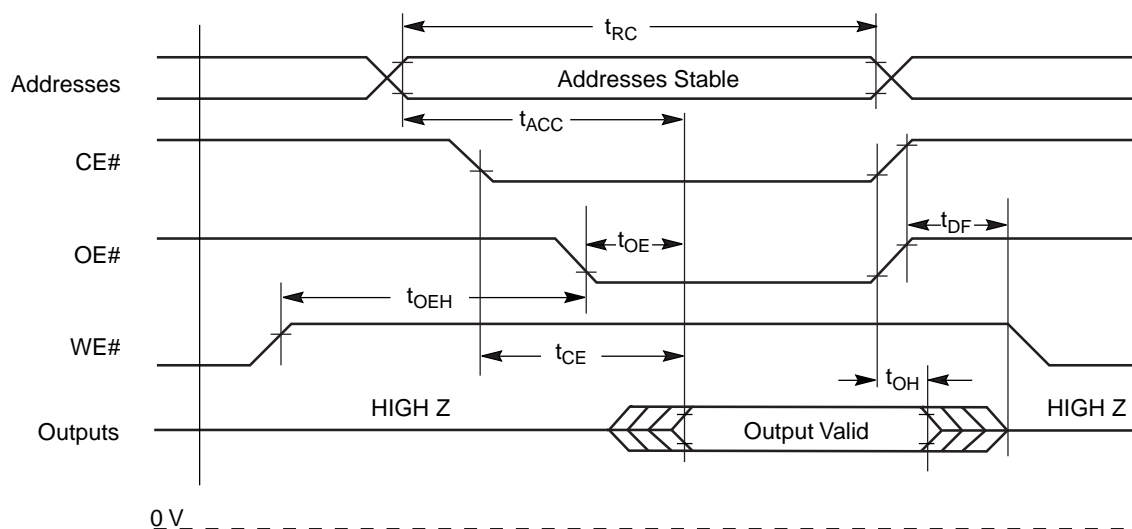 tRC
Addresses
Addresses Stable
tACC
CE#
tDF
OE#
tOE
tOEH
WE#
tCE
tOH
HIGH Z
HIGH Z
Outputs
Output Valid
0 V